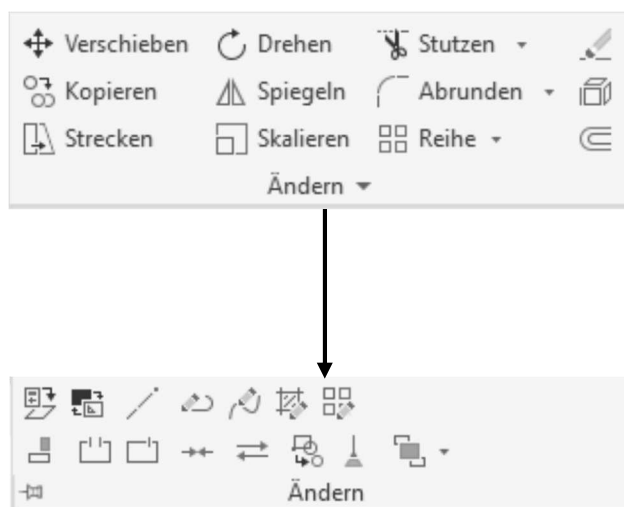 Verschieben Drehen Stutzen
Kopieren Spiegeln Abrunden
Strecken Skalieren Reihe
Ändern
Ändern